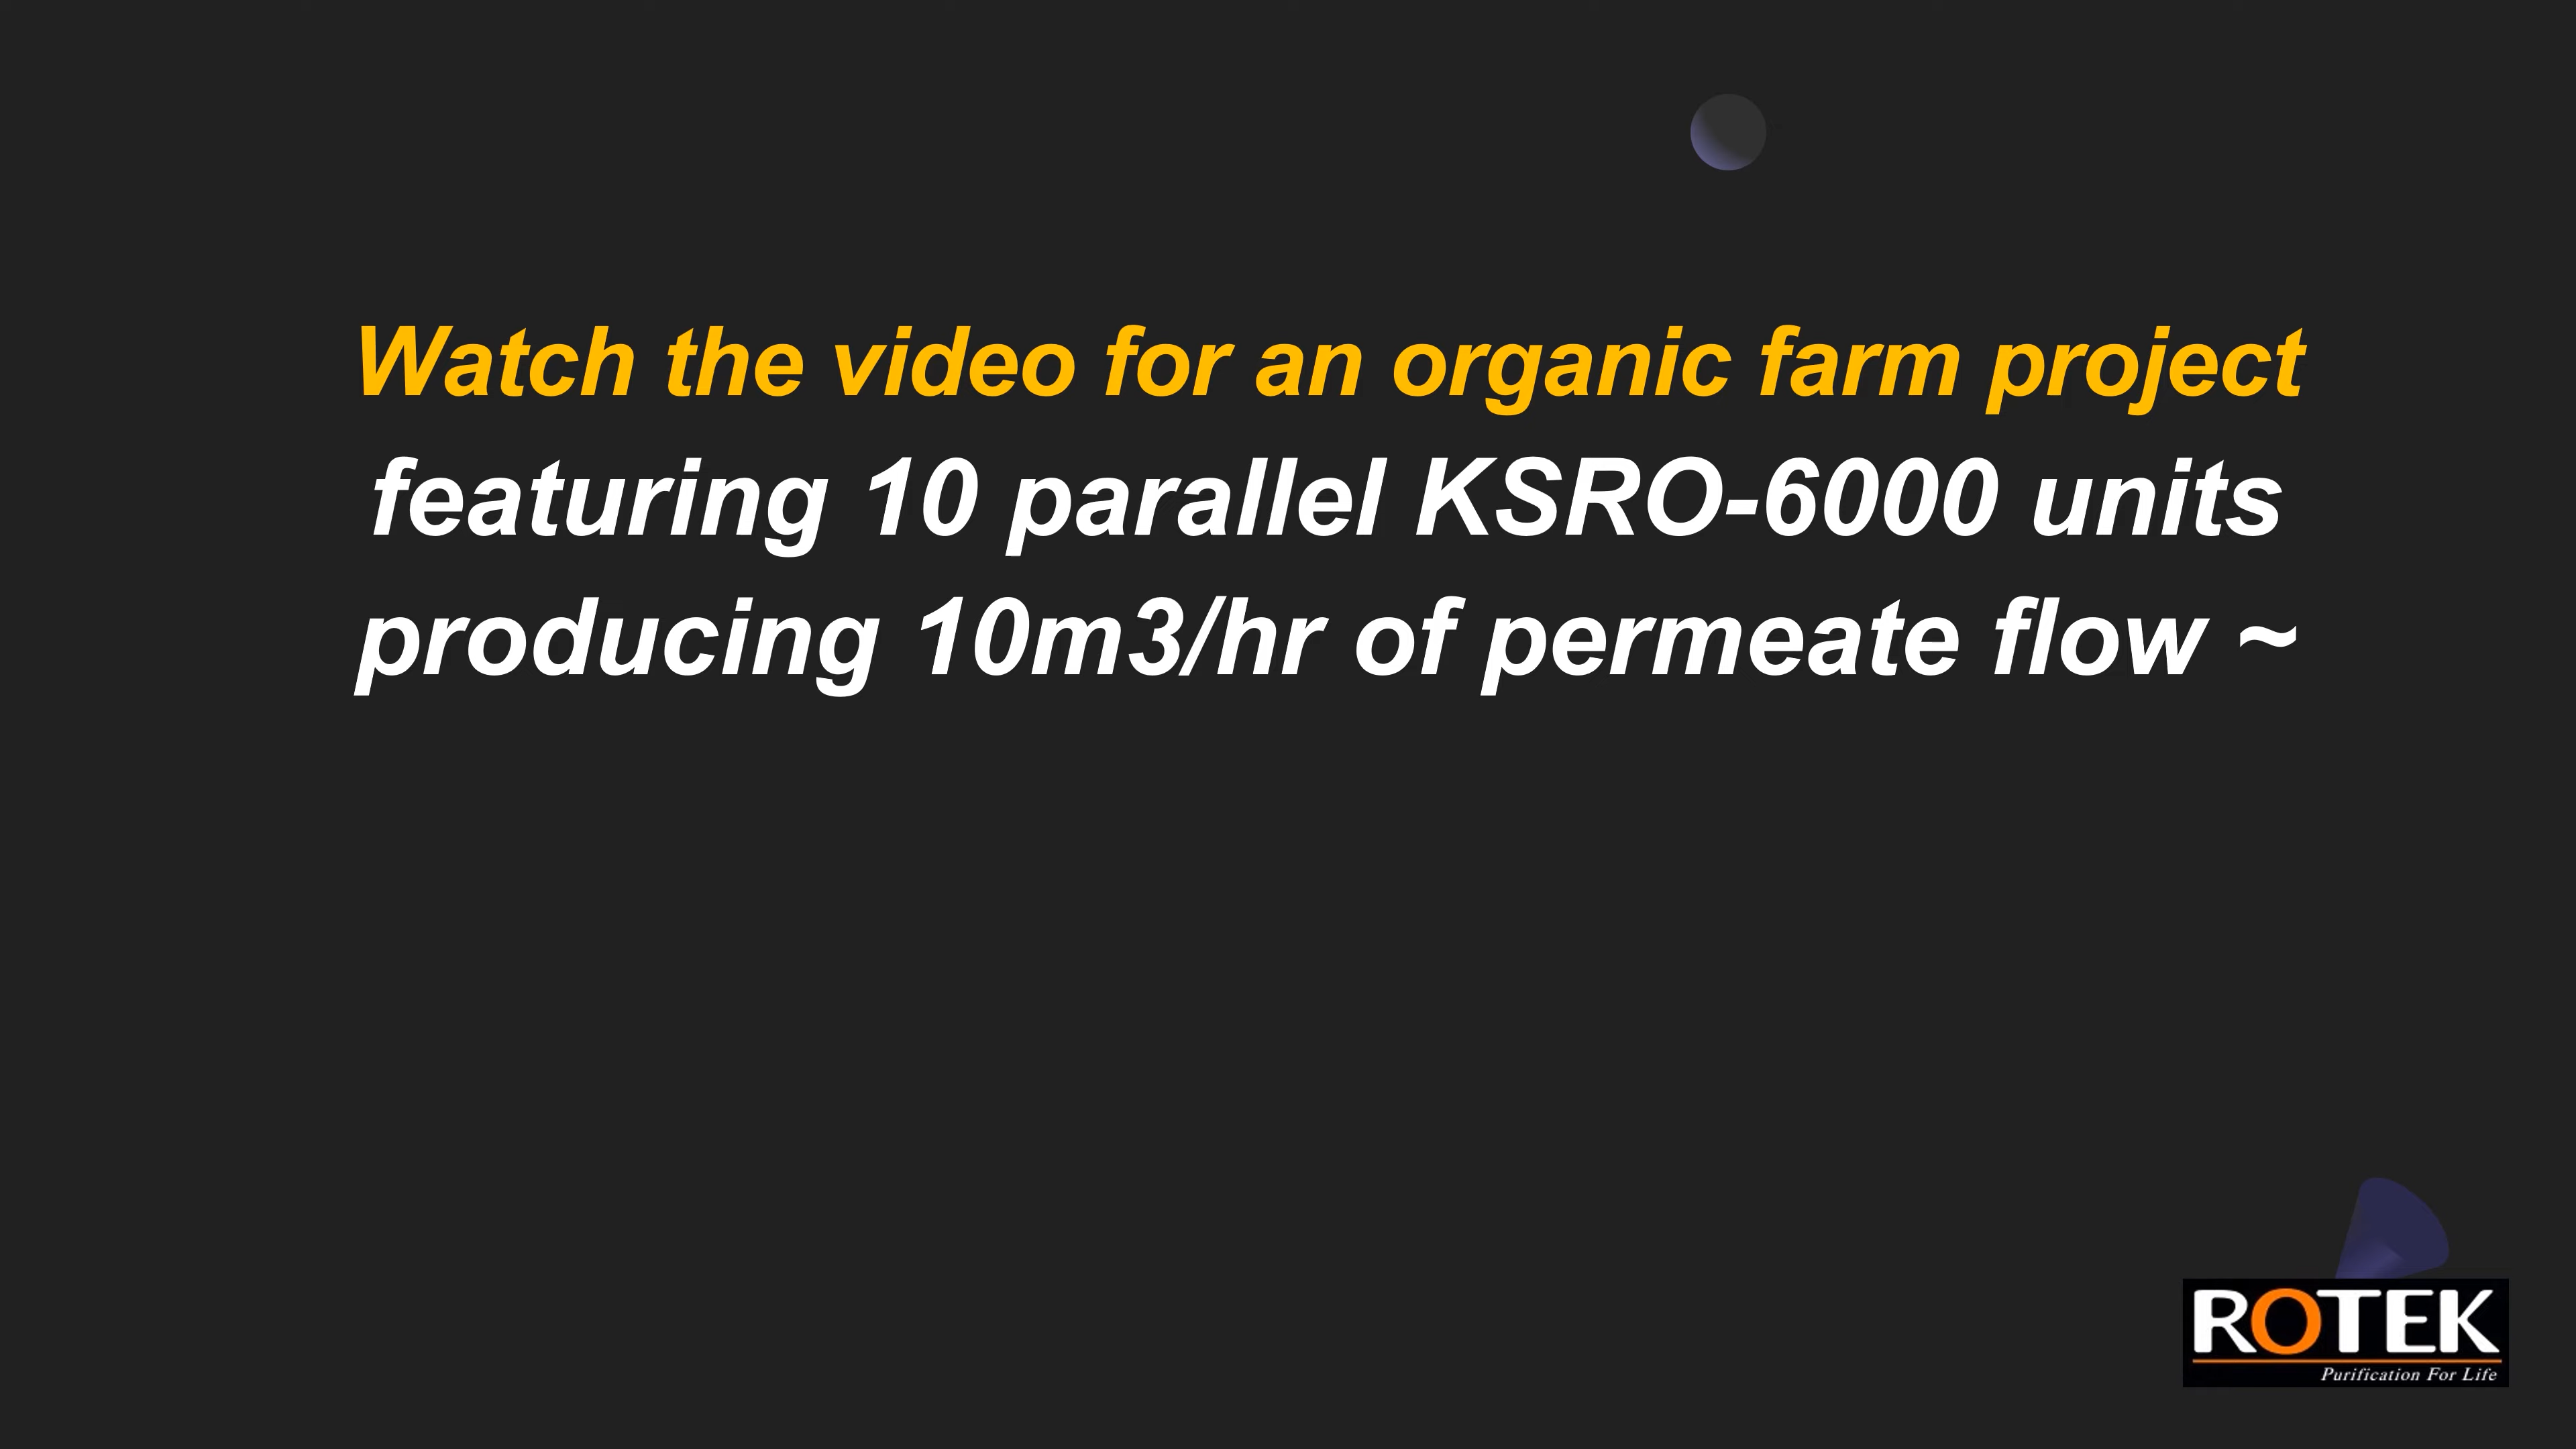 Watch the video for an organic farm project
featuring 10 parallel KSRO-6000 units
producing 10m3/hr of permeate flow ~
ROTEK
Purification For Life